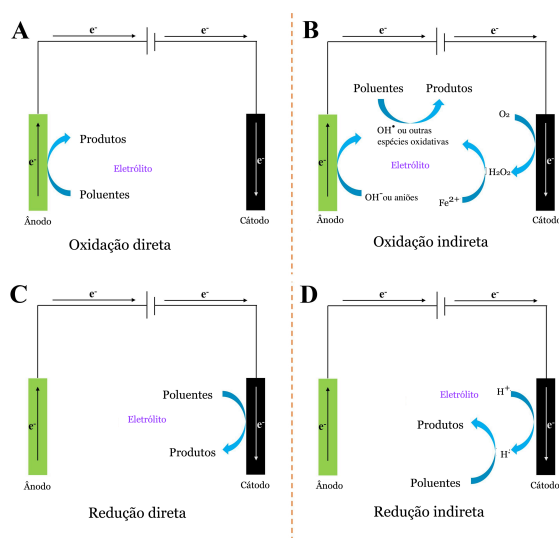 A
e-
e-
Produtos
e-
Eletrólito
e-
Poluentes
Ânodo
Cátodo
Oxidação direta
B
e-
e-
Poluentes
Produtos
O₂
OH• ou outras
espécies oxidativas
e-
Eletrólito
e-
H₂O₂
OH⁻ou aniões
Fe²⁺
Ânodo
Cátodo
Oxidação indireta
C
e-
e-
Poluentes
Eletrólito
e-
e-
Produtos
Ânodo
Cátodo
Redução direta
D
e-
e-
Eletrólito
H⁺
Produtos
e-
e-
H·
Poluentes
Ânodo
Cátodo
Redução indireta